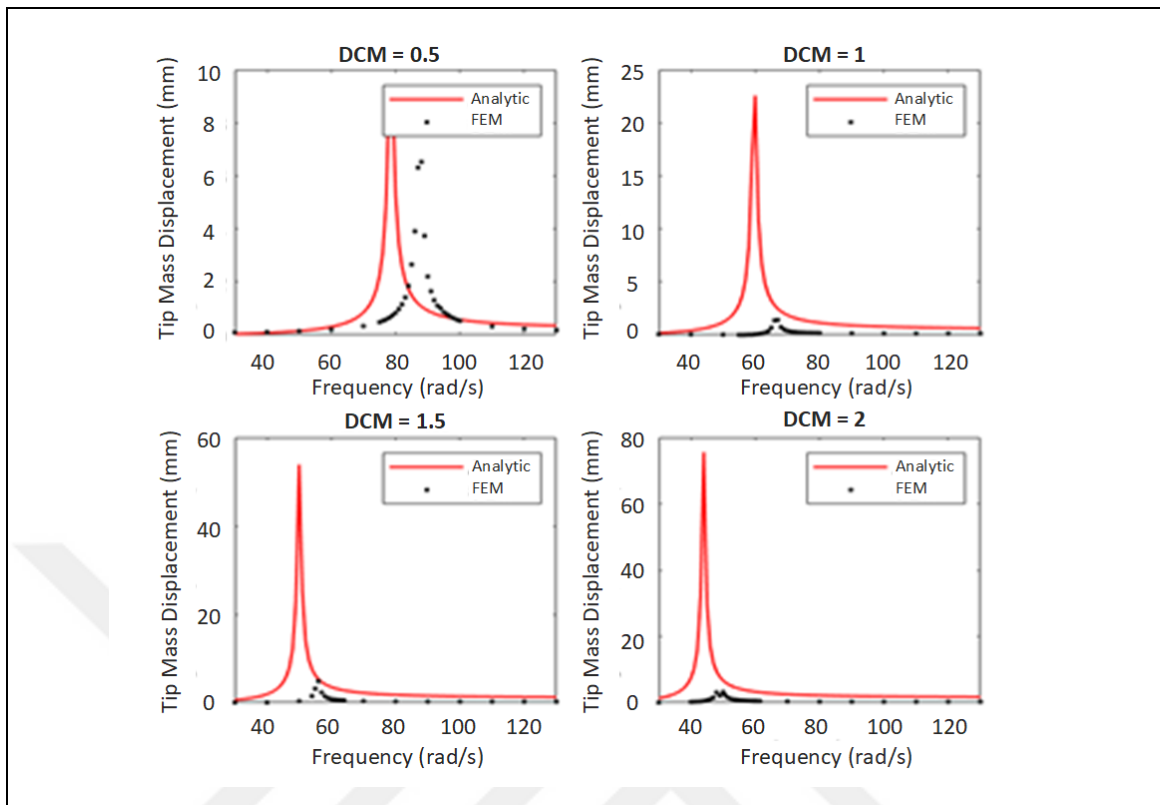 DCM = 0.5
Tip Mass Displacement (mm)
10
8
6
4
2
0
Analytic
FEM
40 60 80 100 120
Frequency (rad/s)
DCM = 1
Tip Mass Displacement (mm)
25
20
15
10
5
0
Analytic
FEM
40 60 80 100 120
Frequency (rad/s)
DCM = 1.5
Tip Mass Displacement (mm)
60
40
20
0
Analytic
FEM
40 60 80 100 120
Frequency (rad/s)
DCM = 2
Tip Mass Displacement (mm)
80
60
40
20
0
Analytic
FEM
40 60 80 100 120
Frequency (rad/s)